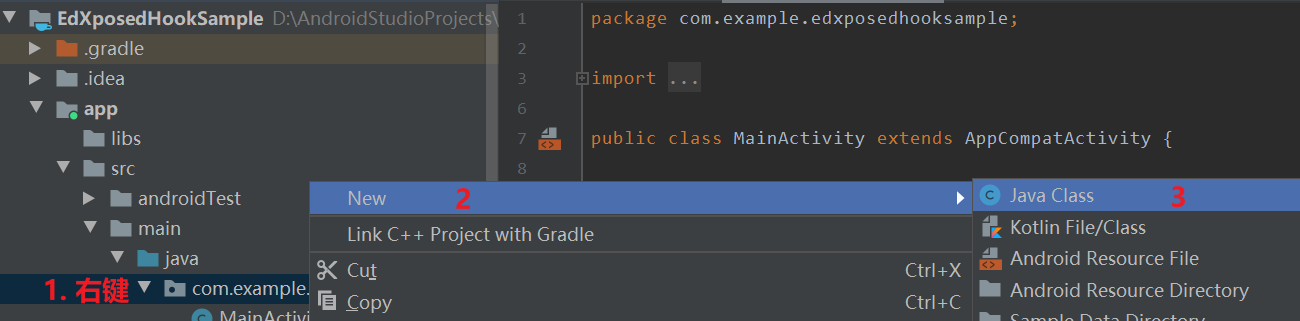 EdXposedHookSample D:\AndroidStudioProjects\
.gradle
.idea
app
libs
src
androidTest
main
java
1. 右键 com.example.
MainActivi
1 package com.example.edxposedhooksample;
2
3 import ...
6
7 public class MainActivity extends AppCompatActivity {
8
New 2
Link C++ Project with Gradle
Cut Ctrl+X
Copy Ctrl+C
Java Class 3
Kotlin File/Class
Android Resource File
Android Resource Directory
Sample Data Directory